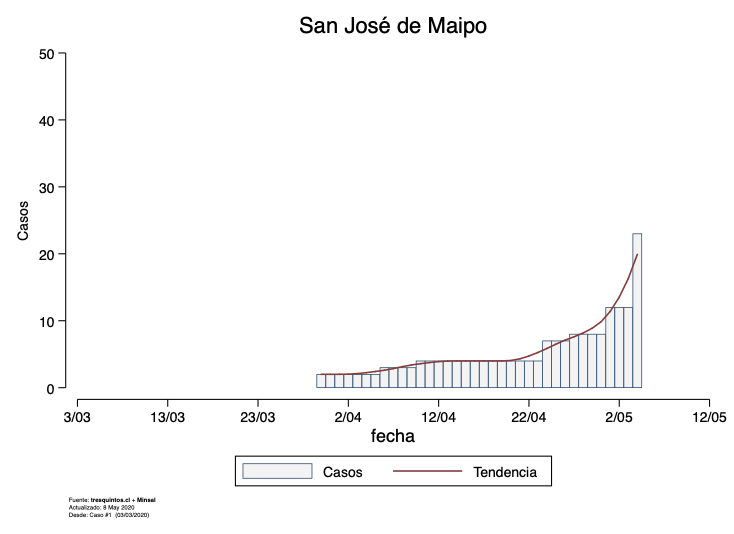 San José de Maipo
Casos
50
40
30
20
10
0
3/03 13/03 23/03 2/04 12/04 22/04 2/05 12/05
fecha
Casos Tendencia
Fuente: tresquintos.cl + Minsal
Actualizado: 8 May 2020
Desde: Caso #1 (03/03/2020)